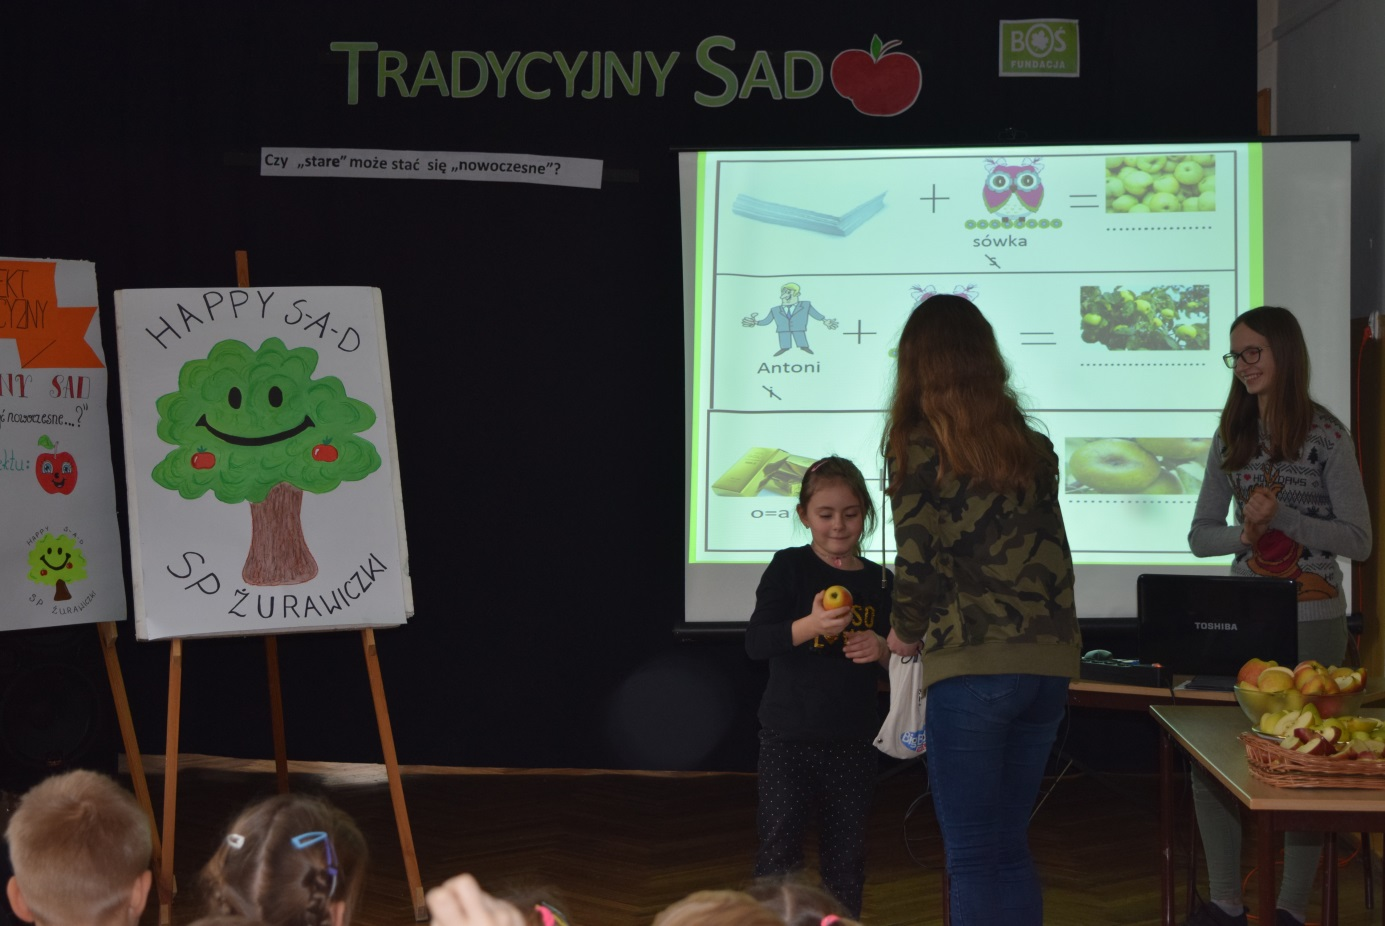 TRADYCYJNY SAD
BOŚ
FUNDACJA
Czy „stare” może stać się „nowoczesne”?
sówka
s
Antoni
i
o=a
HAPPY S-A-D
SP ŻURAWICZKI
SAD
nowoczesne...?"
HAPPY S-A-D
SP ŻURAWICZKI
TOSHIBA